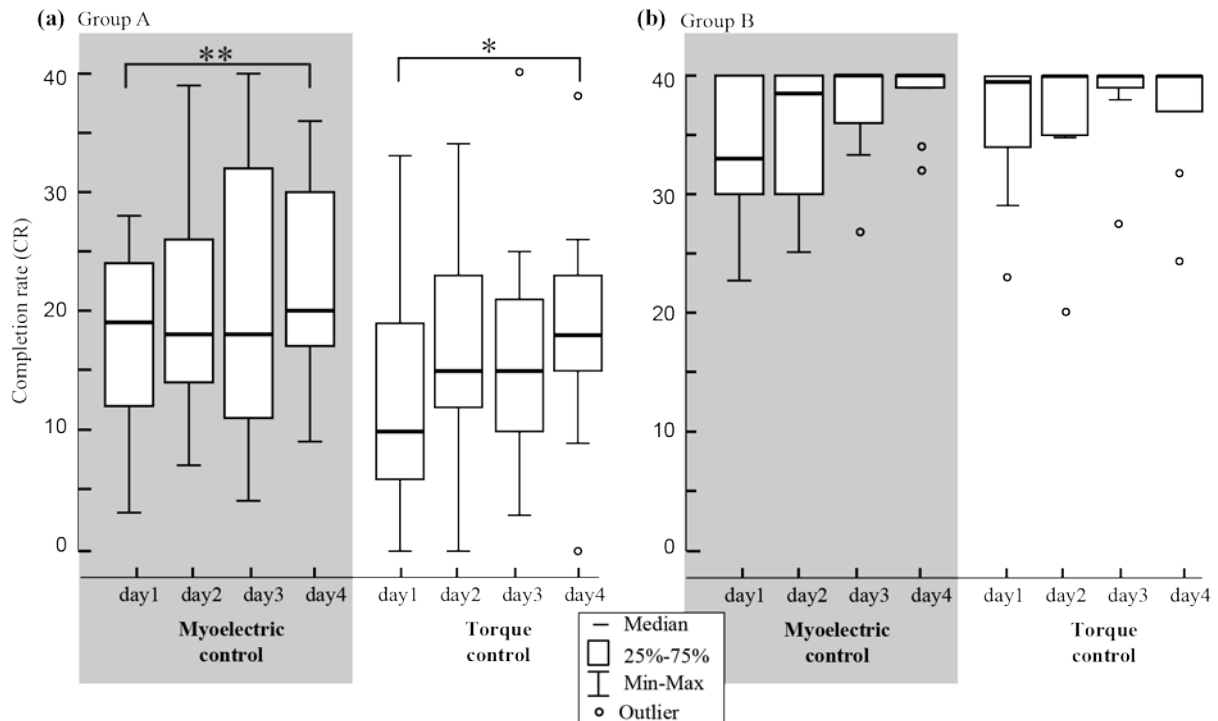 (a) Group A
(b) Group B
**
*
Completion rate (CR)
40
30
20
10
0
40
30
20
10
0
day1 day2 day3 day4 day1 day2 day3 day4
day1 day2 day3 day4 day1 day2 day3 day4
Myoelectric
control
Torque
control
Myoelectric
control
Torque
control
Median
25%-75%
Min-Max
Outlier